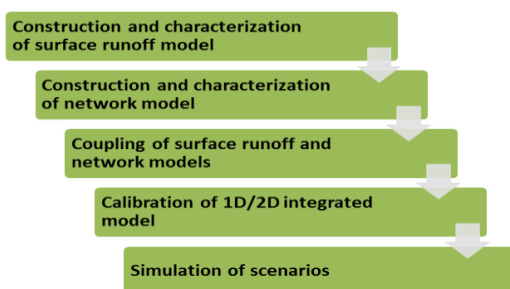 Construction and characterization
of surface runoff model
Construction and characterization
of network model
Coupling of surface runoff and
network models
Calibration of 1D/2D integrated
model
Simulation of scenarios